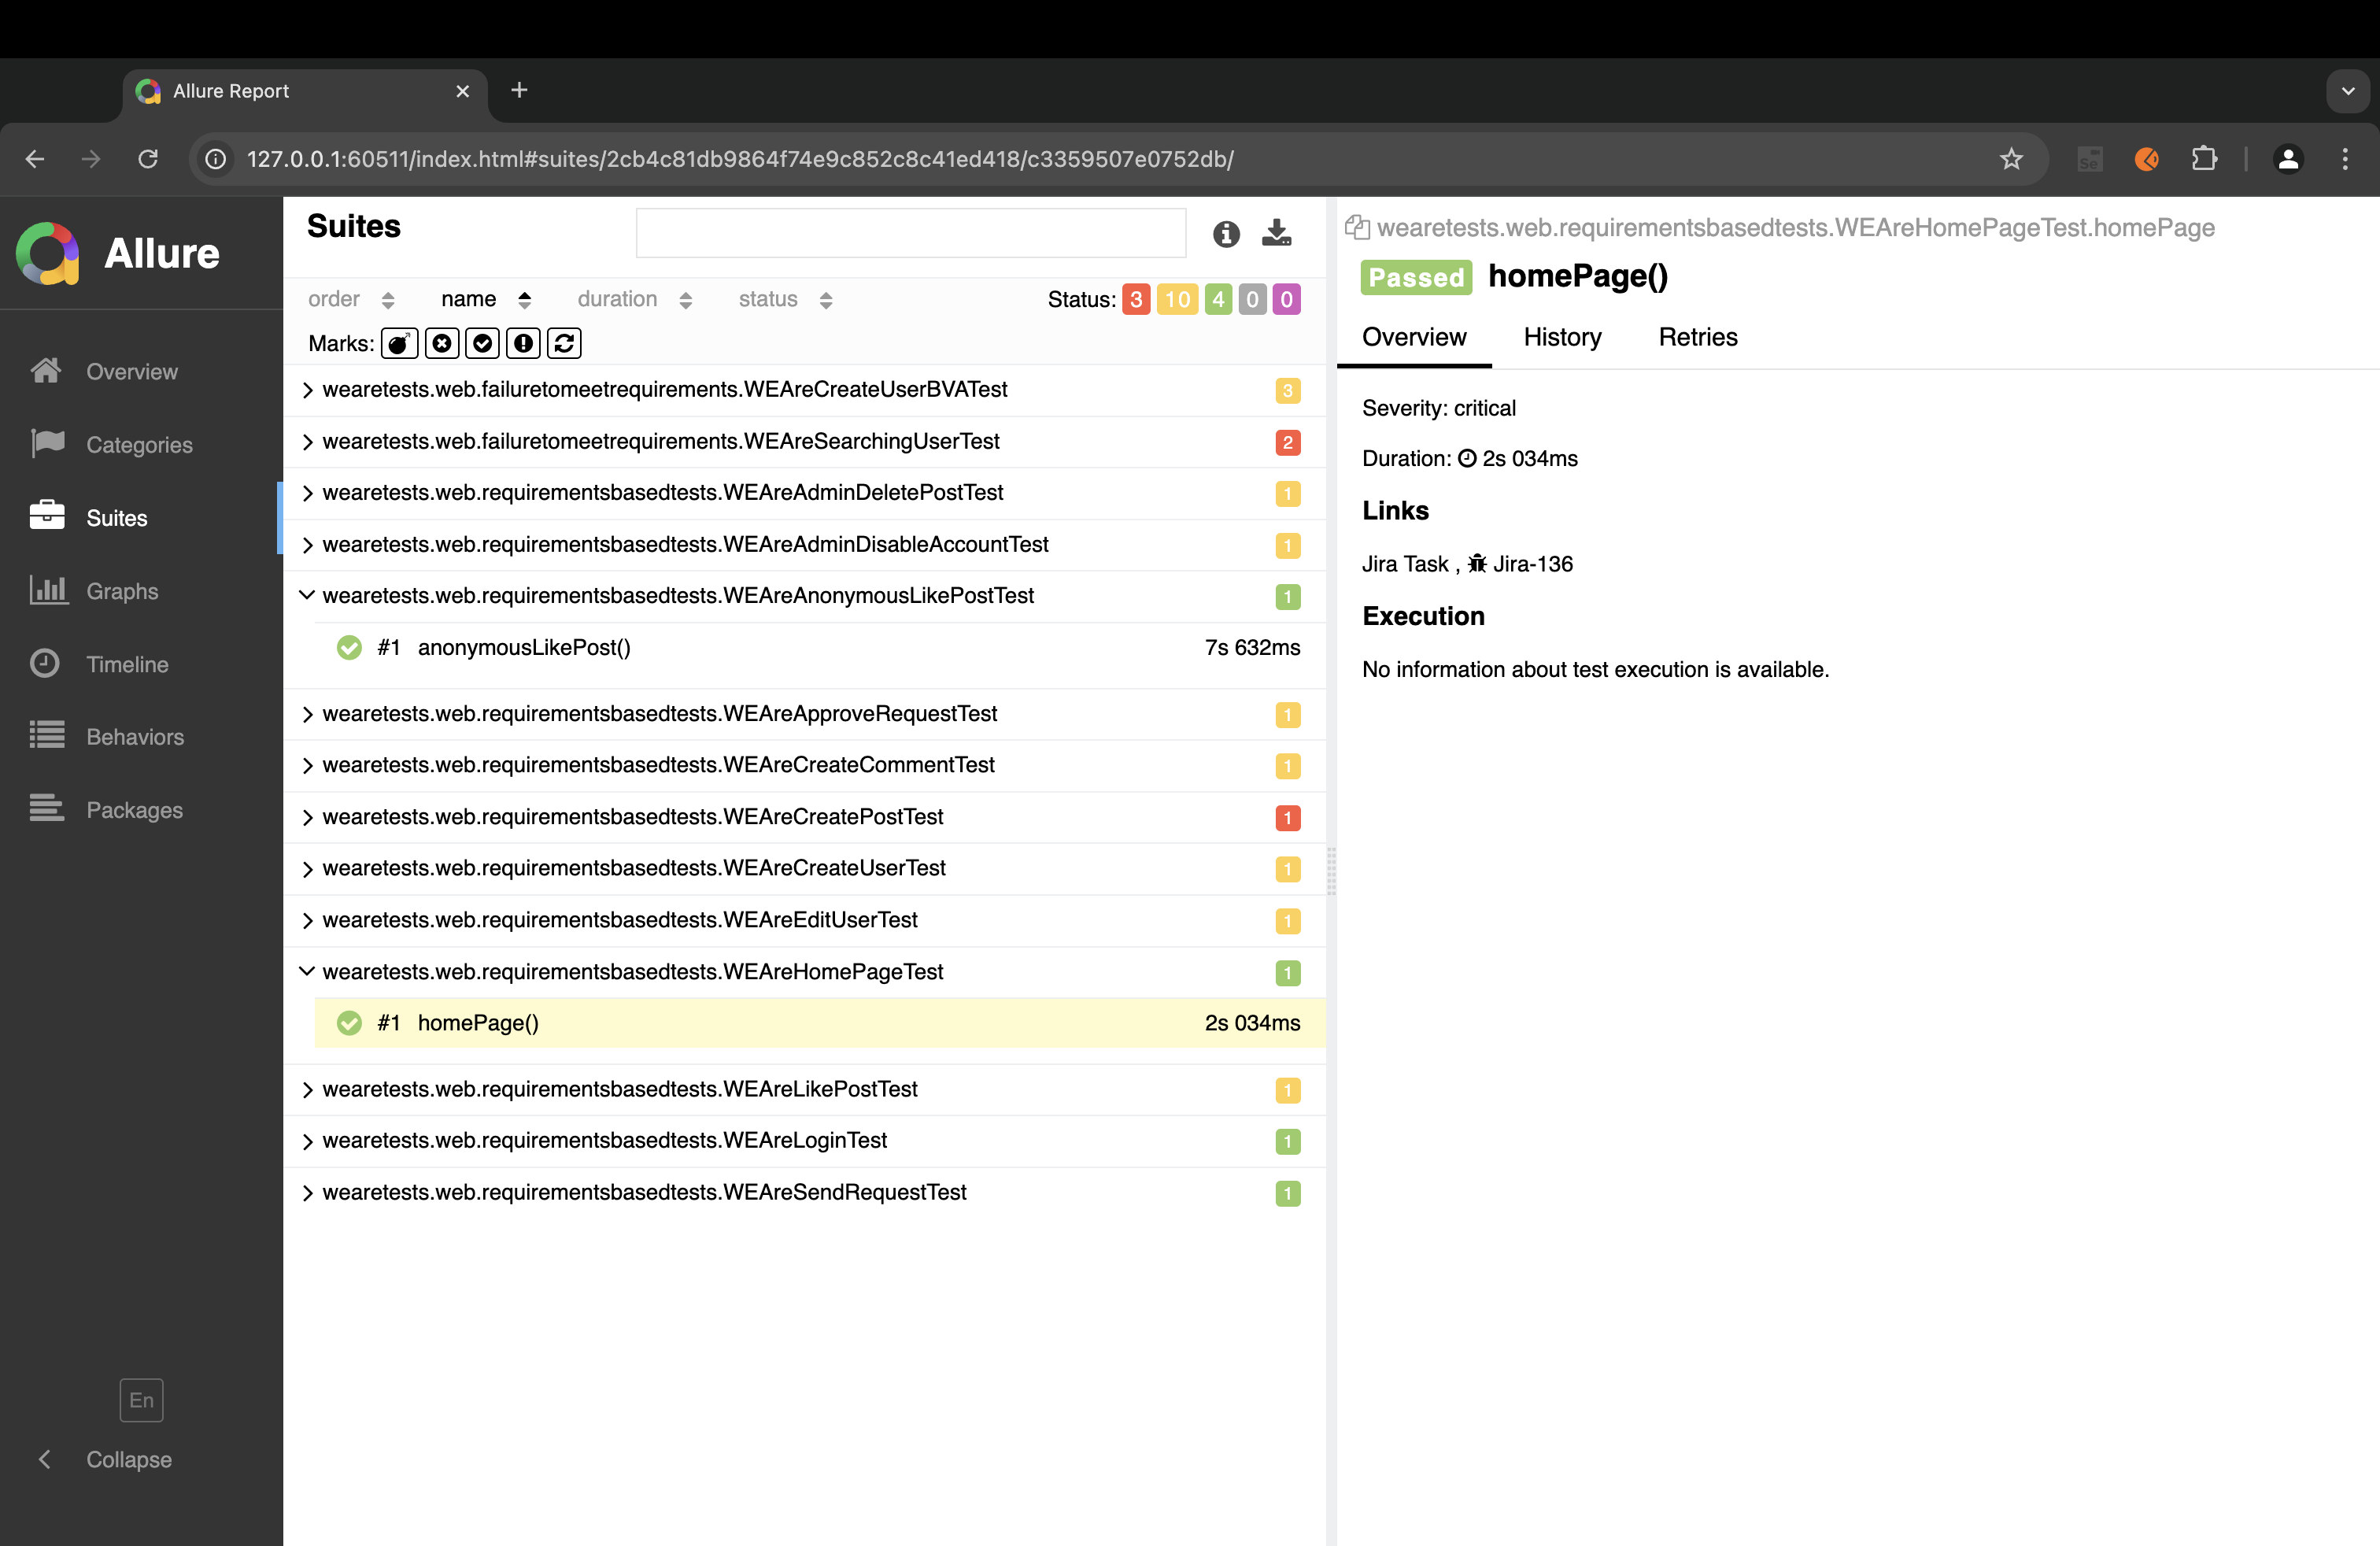 Allure Report
127.0.0.1:60511/index.html#suites/2cb4c81db9864f74e9c852c8c41ed418/c3359507e0752db/
Se
Allure
Overview
Categories
Suites
Graphs
Timeline
Behaviors
Packages
En
Collapse
Suites
order name duration status Status: 3 10 4 0 0
Marks:
wearetests.web.failuretomeetrequirements.WEAreCreateUserBVATest 3
wearetests.web.failuretomeetrequirements.WEAreSearchingUserTest 2
wearetests.web.requirementsbasedtests.WEAreAdminDeletePostTest 1
wearetests.web.requirementsbasedtests.WEAreAdminDisableAccountTest 1
wearetests.web.requirementsbasedtests.WEAreAnonymousLikePostTest 1
#1 anonymousLikePost() 7s 632ms
wearetests.web.requirementsbasedtests.WEAreApproveRequestTest 1
wearetests.web.requirementsbasedtests.WEAreCreateCommentTest 1
wearetests.web.requirementsbasedtests.WEAreCreatePostTest 1
wearetests.web.requirementsbasedtests.WEAreCreateUserTest 1
wearetests.web.requirementsbasedtests.WEAreEditUserTest 1
wearetests.web.requirementsbasedtests.WEAreHomePageTest 1
#1 homePage() 2s 034ms
wearetests.web.requirementsbasedtests.WEAreLikePostTest 1
wearetests.web.requirementsbasedtests.WEAreLoginTest 1
wearetests.web.requirementsbasedtests.WEAreSendRequestTest 1
wearetests.web.requirementsbasedtests.WEAreHomePageTest.homePage
Passed homePage()
Overview History Retries
Severity: critical
Duration: 2s 034ms
Links
Jira Task , Jira-136
Execution
No information about test execution is available.